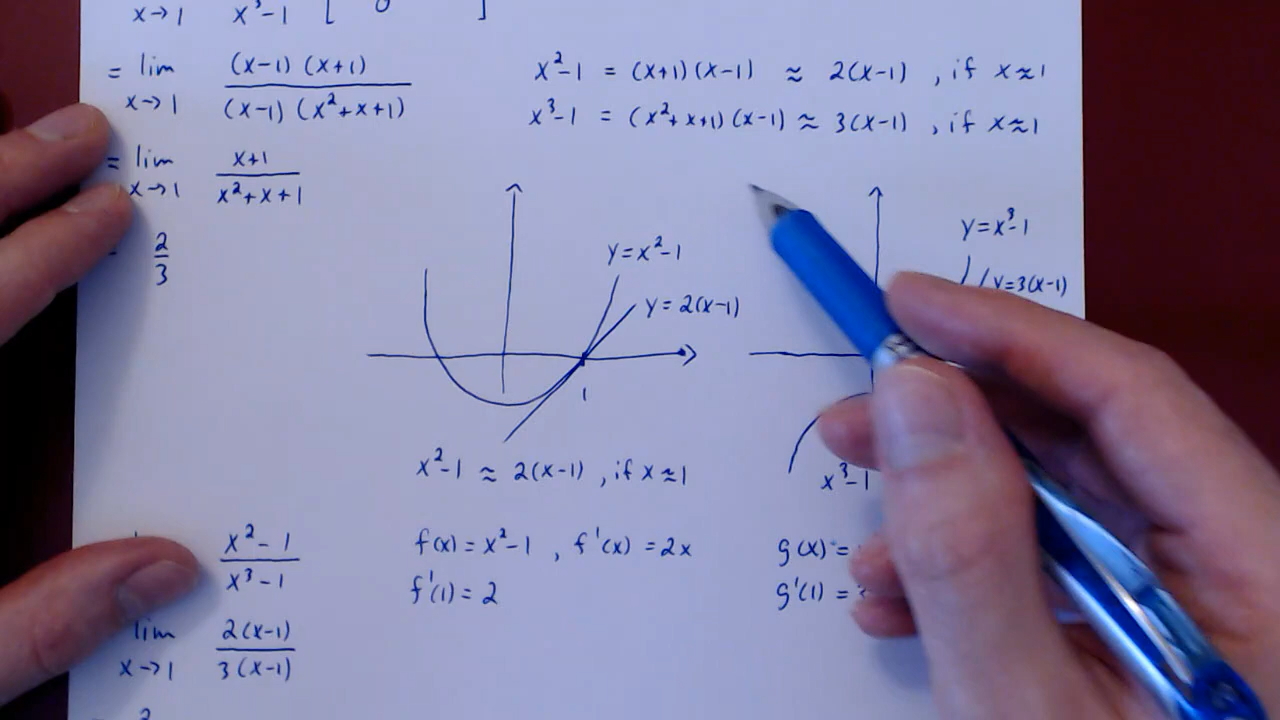 x→1 x³-1 [ 0 ]
= lim (x-1) (x+1) / (x-1) (x²+x+1)
x→1
x²-1 = (x+1)(x-1) ≈ 2(x-1) , if x≈1
x³-1 = (x²+x+1)(x-1) ≈ 3(x-1) , if x≈1
= lim x+1 / x²+x+1
x→1
2/3
y=x²-1
y=2(x-1)
1
y=x³-1
y=3(x-1)
x²-1 ≈ 2(x-1) , if x≈1
x³-1
x²-1 / x³-1
f(x) = x²-1 , f'(x) = 2x
f'(1) = 2
g(x) =
g'(1) =
lim 2(x-1) / 3(x-1)
x→1
= 2